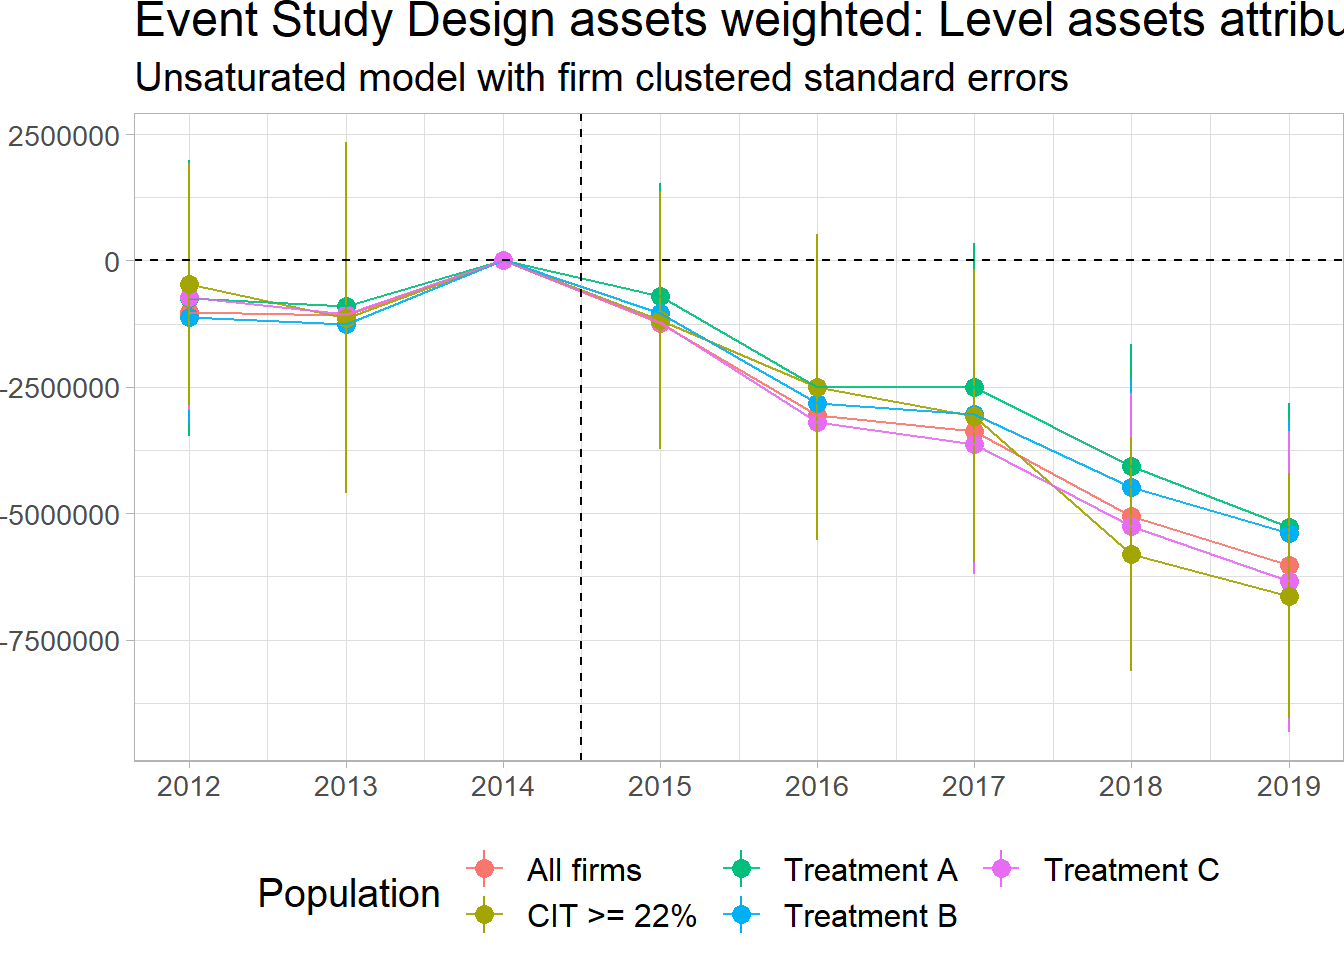 Event Study Design assets weighted: Level assets
Unsaturated model with firm clustered standard errors
2500000
0
-2500000
-5000000
-7500000
2012 2013 2014 2015 2016 2017 2018 2019
Population
All firms Treatment A Treatment C
CIT >= 22% Treatment B